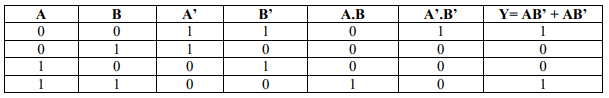 A B A’ B’ A.B A’.B’ Y= AB’ + AB’
0 0 1 1 0 1 1
0 1 1 0 0 0 0
1 0 0 1 0 0 0
1 1 0 0 1 0 1